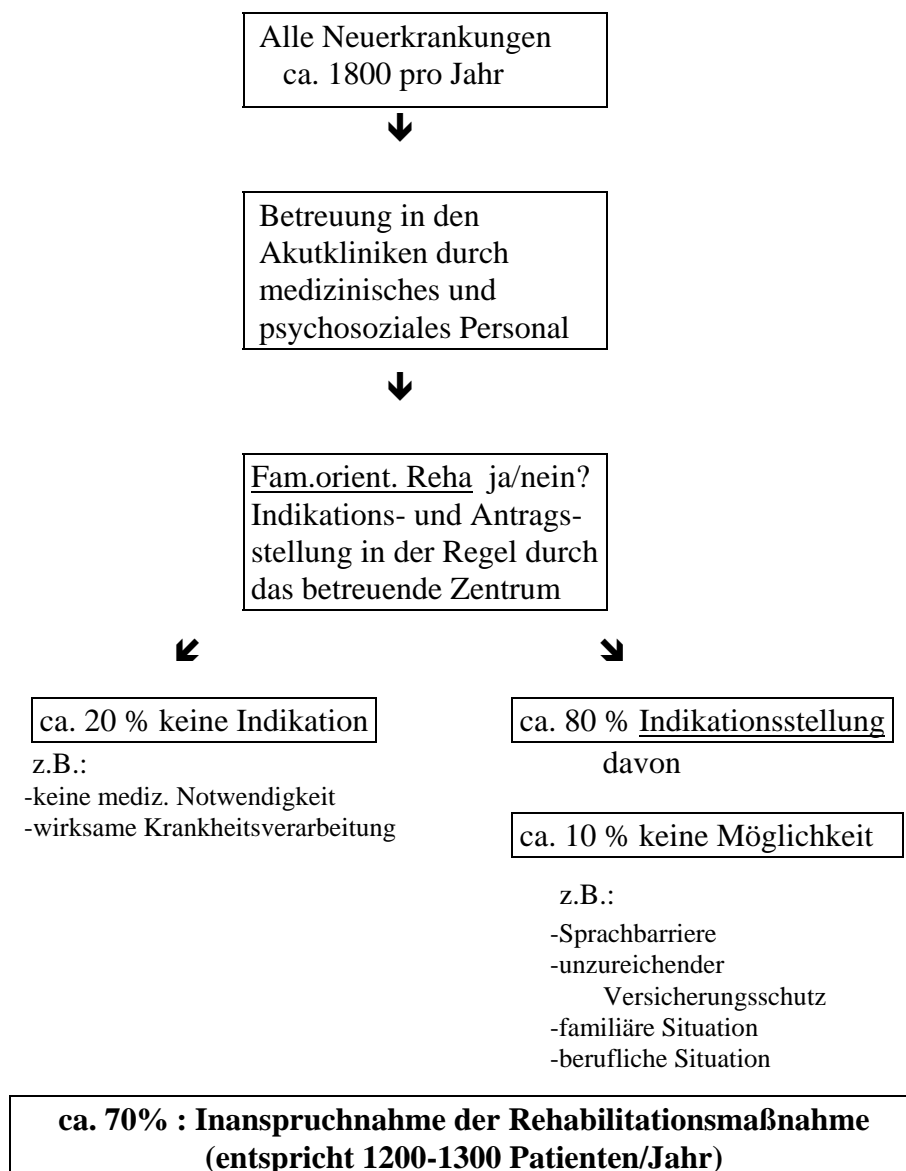 Alle Neuerkrankungen
ca. 1800 pro Jahr
Betreuung in den
Akutkliniken durch
medizinisches und
psychosoziales Personal
Fam.orient. Reha ja/nein?
Indikations- und Antrags-
stellung in der Regel durch
das betreuende Zentrum
ca. 20 % keine Indikation
z.B.:
-keine mediz. Notwendigkeit
-wirksame Krankheitsverarbeitung
ca. 80 % Indikationsstellung
davon
ca. 10 % keine Möglichkeit
z.B.:
-Sprachbarriere
-unzureichender
Versicherungsschutz
-familiäre Situation
-berufliche Situation
ca. 70% : Inanspruchnahme der Rehabilitationsmaßnahme
(entspricht 1200-1300 Patienten/Jahr)